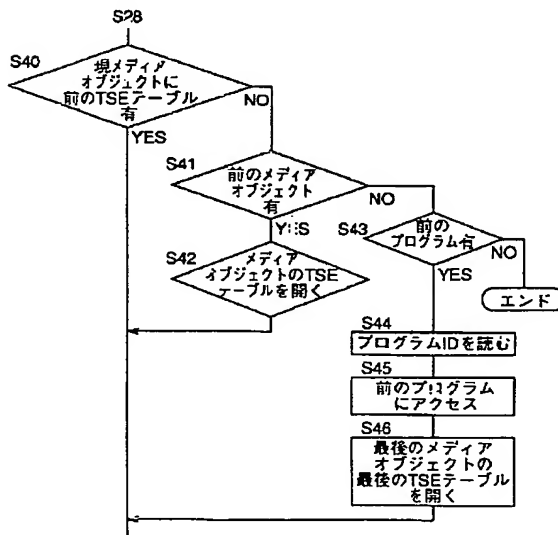 S28
S40
現メディア
オブジェクトに
前のTSEテーブル
有
NO
YES
S41
前のメディア
オブジェクト
有
NO
YES
S42
メディア
オブジェクトのTSE
テーブルを開く
S43
前の
プログラム有
NO
YES
エンド
S44
プログラムIDを読む
S45
前のプログラム
にアクセス
S46
最後のメディア
オブジェクトの
最後のTSEテーブル
を開く